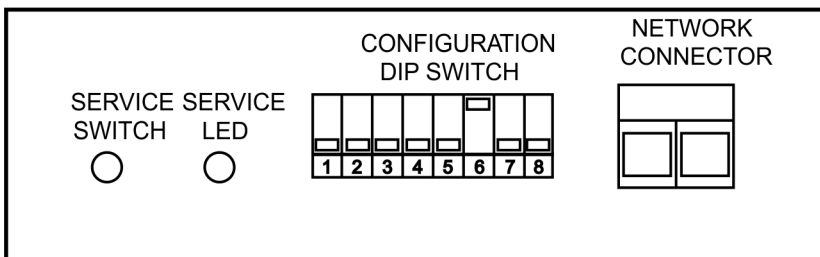 SERVICE
SWITCH
SERVICE
LED
CONFIGURATION
DIP SWITCH
1 2 3 4 5 6 7 8
NETWORK
CONNECTOR